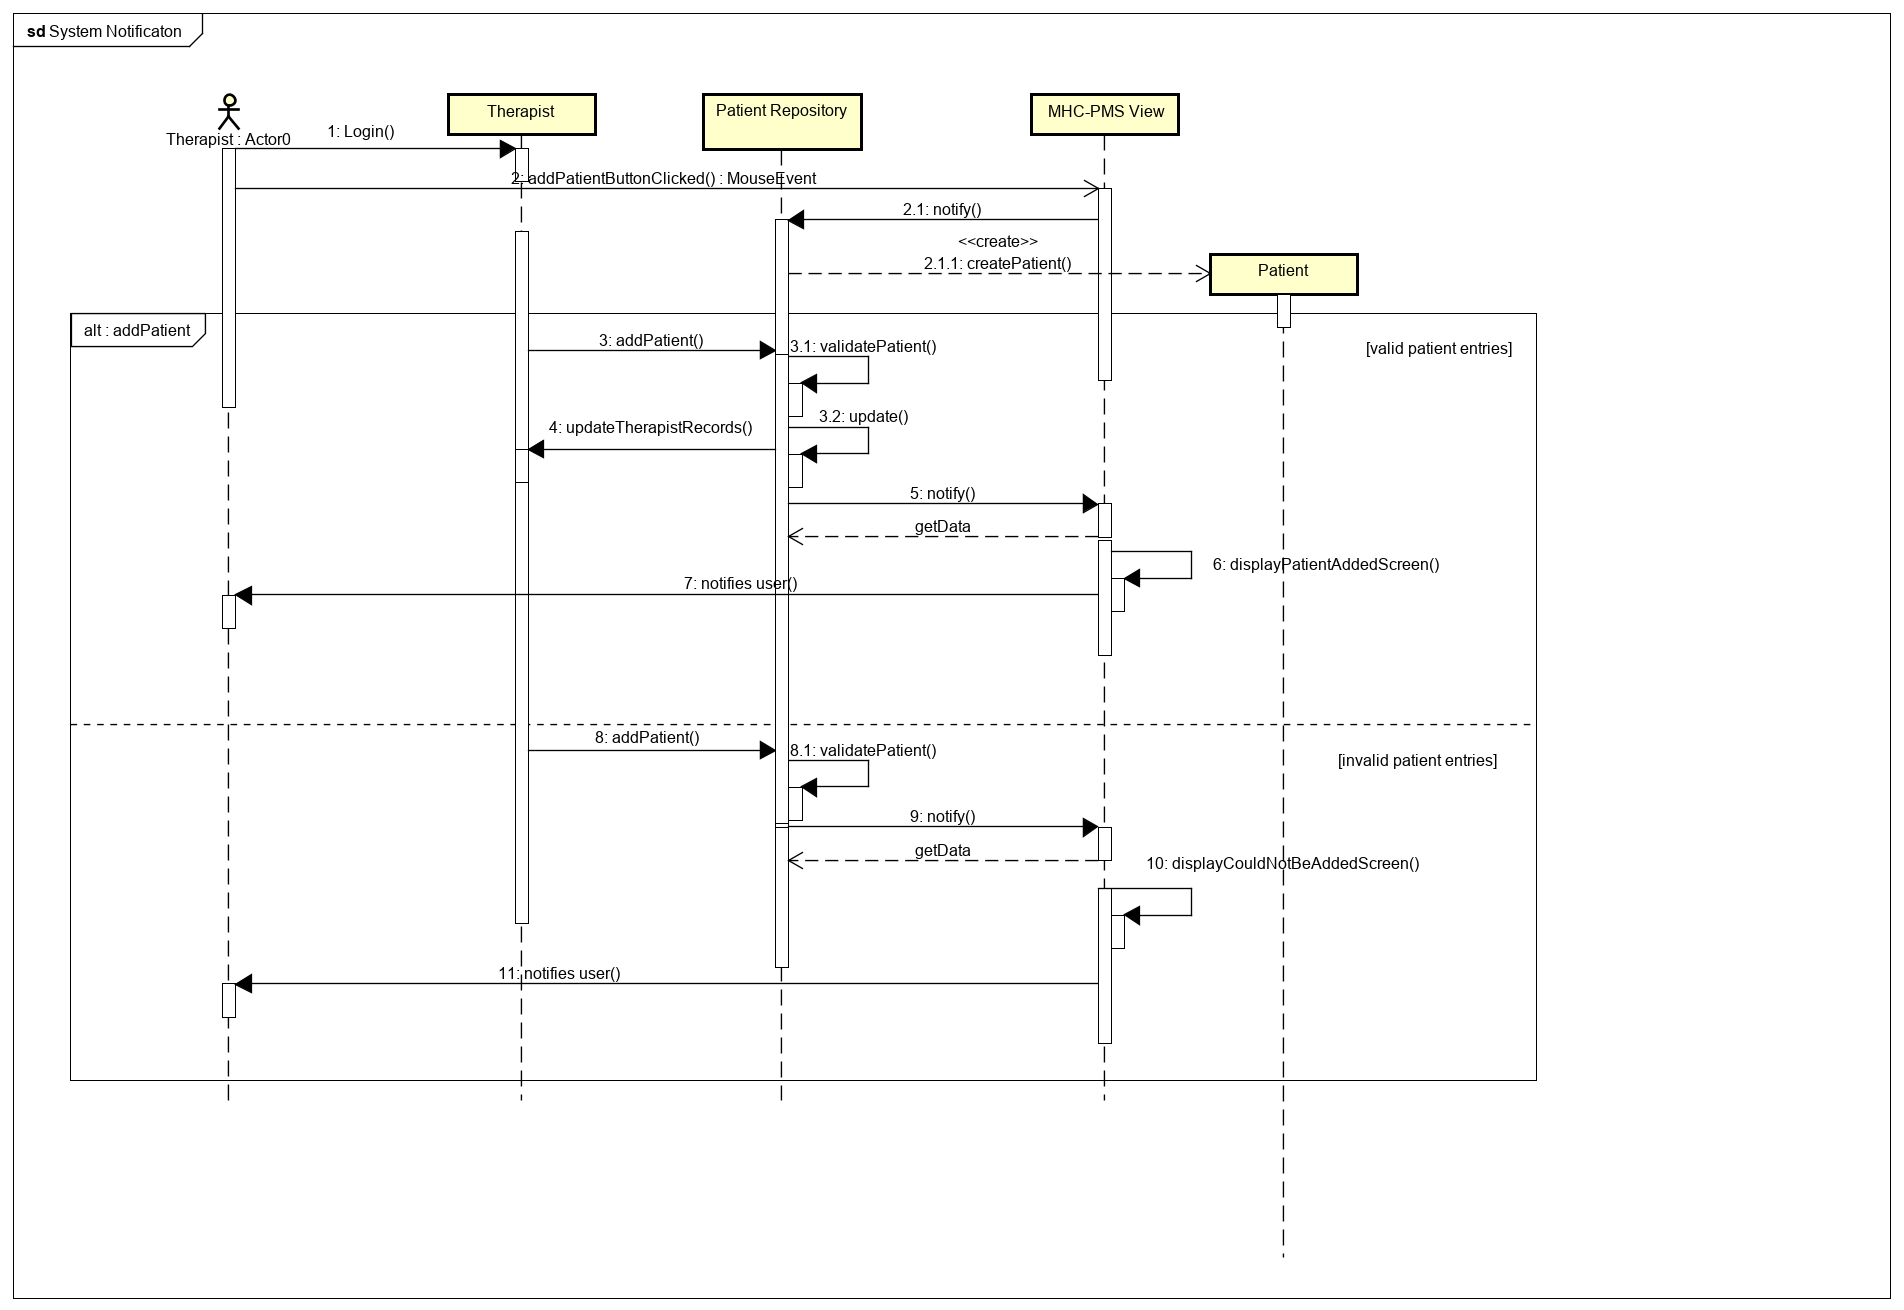 sd System Notificaton
Therapist : Actor0
Therapist
Patient Repository
MHC-PMS View
1: Login()
2: addPatientButtonClicked() : MouseEvent
2.1: notify()
<<create>>
2.1.1: createPatient()
Patient
alt : addPatient
[valid patient entries]
3: addPatient()
3.1: validatePatient()
3.2: update()
4: updateTherapistRecords()
5: notify()
getData
6: displayPatientAddedScreen()
7: notifies user()
8: addPatient()
8.1: validatePatient()
[invalid patient entries]
9: notify()
getData
10: displayCouldNotBeAddedScreen()
11: notifies user()